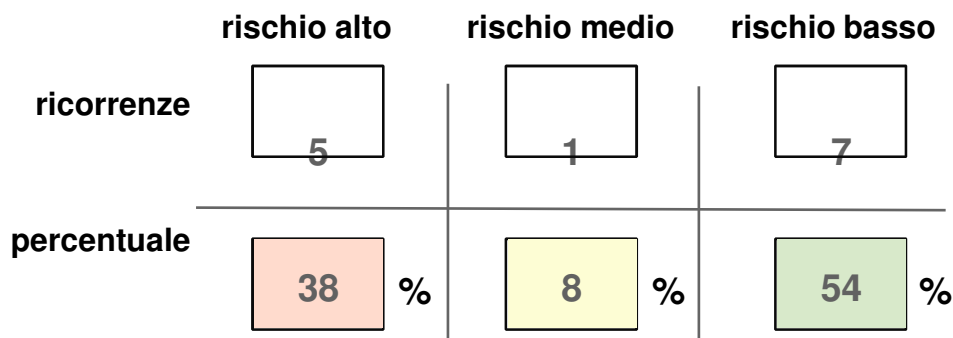 rischio alto rischio medio rischio basso
ricorrenze 5 1 7
percentuale 38 % 8 % 54 %